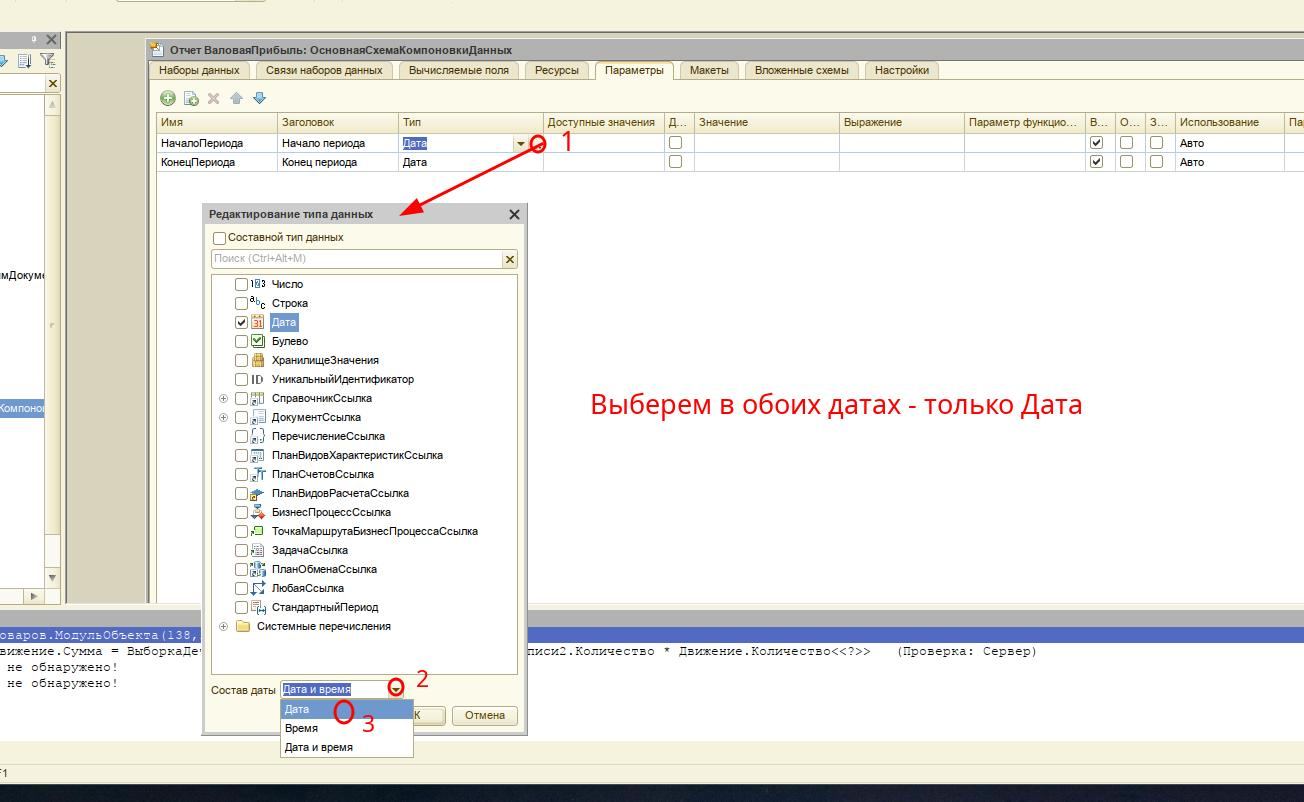 Отчет ВаловаяПрибыль: ОсновнаяСхемаКомпоновкиДанных
Наборы данных Связи наборов данных Вычисляемые поля Ресурсы Параметры Макеты Вложенные схемы Настройки
Имя Заголовок Тип Доступные значения Д... Значение Выражение Параметр функцио... В... О... З... Использование Па
НачалоПериода Начало периода Дата 1 Авто
КонецПериода Конец периода Дата Авто
Редактирование типа данных
Составной тип данных
Поиск (Ctrl+Alt+M)
Число
Строка
Дата
Булево
ХранилищеЗначения
УникальныйИдентификатор
СправочникСсылка
ДокументСсылка
ПеречислениеСсылка
ПланВидовХарактеристикСсылка
ПланСчетовСсылка
ПланВидовРасчетаСсылка
БизнесПроцессСсылка
ТочкаМаршрутаБизнесПроцессаСсылка
ЗадачаСсылка
ПланОбменаСсылка
ЛюбаяСсылка
СтандартныйПериод
Системные перечисления
Состав даты Дата и время 2
Дата 3
Время
Дата и время
К Отмена
Выберем в обоих датах - только Дата
мДокуме
Компоно
оваров.МодульОбъекта(138,
вижение.Сумма = ВыборкаДе писи2.Количество * Движение.Количество<<?>> (Проверка: Сервер)
не обнаружено!
не обнаружено!